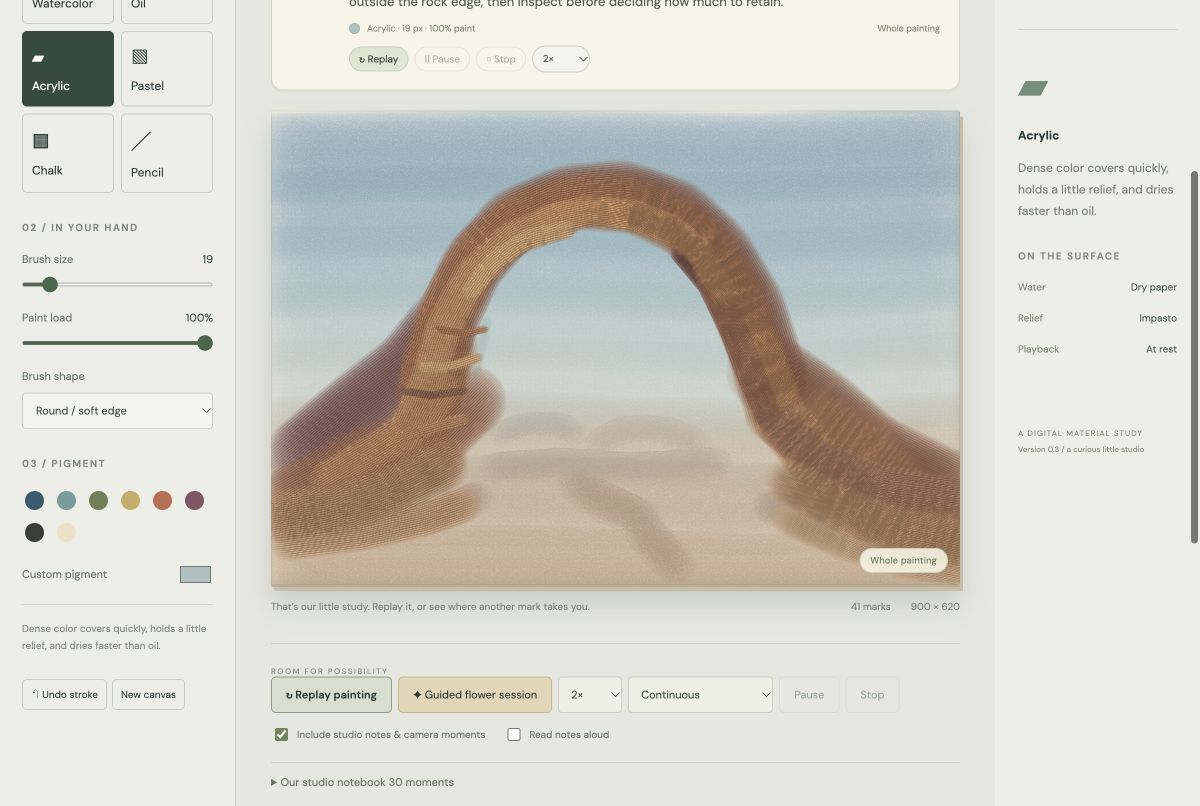 Watercolor
Oil
Acrylic
Pastel
Chalk
Pencil
02 / IN YOUR HAND
Brush size 19
Paint load 100%
Brush shape
Round / soft edge
03 / PIGMENT
Custom pigment
Dense color covers quickly, holds a little
relief, and dries faster than oil.
Undo stroke
New canvas
outside the rock edge, then inspect before deciding how much to retain.
Acrylic · 19 px · 100% paint
Whole painting
↻ Replay
II Pause
▫ Stop
2×
Whole painting
That's our little study. Replay it, or see where another mark takes you.
41 marks
900 × 620
ROOM FOR POSSIBILITY
↻ Replay painting
✦ Guided flower session
2×
Continuous
Pause
Stop
Include studio notes & camera moments
Read notes aloud
Our studio notebook 30 moments
Acrylic
Dense color covers quickly,
holds a little relief, and dries
faster than oil.
ON THE SURFACE
Water Dry paper
Relief Impasto
Playback At rest
A DIGITAL MATERIAL STUDY
Version 0.3 / a curious little studio